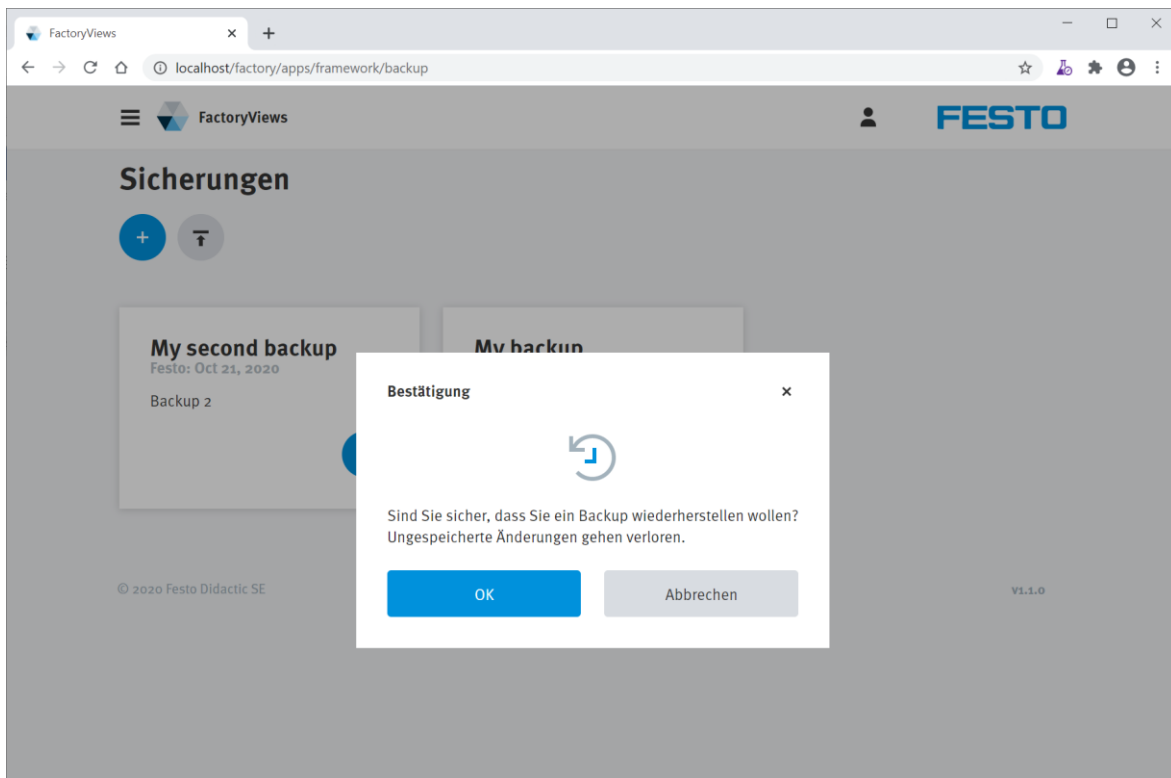 FactoryViews
localhost/factory/apps/framework/backup
FactoryViews
FESTO
Sicherungen
My second backup
Festo: Oct 21, 2020
Backup 2
My backup
Bestätigung
Sind Sie sicher, dass Sie ein Backup wiederherstellen wollen?
Ungespeicherte Änderungen gehen verloren.
OK
Abbrechen
© 2020 Festo Didactic SE
V1.1.0